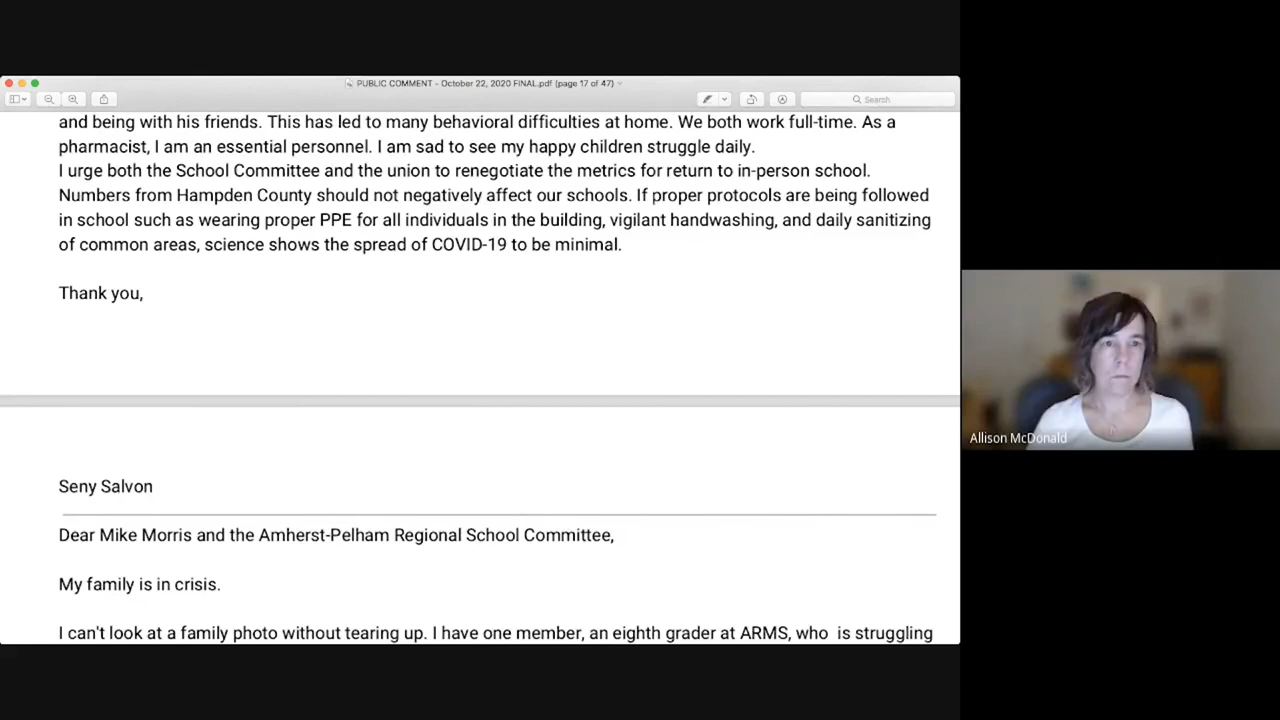 PUBLIC COMMENT - October 22, 2020 FINAL.pdf (page 17 of 47)
Search
and being with his friends. This has led to many behavioral difficulties at home. We both work full-time. As a
pharmacist, I am an essential personnel. I am sad to see my happy children struggle daily.
I urge both the School Committee and the union to renegotiate the metrics for return to in-person school.
Numbers from Hampden County should not negatively affect our schools. If proper protocols are being followed
in school such as wearing proper PPE for all individuals in the building, vigilant handwashing, and daily sanitizing
of common areas, science shows the spread of COVID-19 to be minimal.
Thank you,
Seny Salvon
Dear Mike Morris and the Amherst-Pelham Regional School Committee,
My family is in crisis.
I can't look at a family photo without tearing up. I have one member, an eighth grader at ARMS, who  is struggling
Allison McDonald